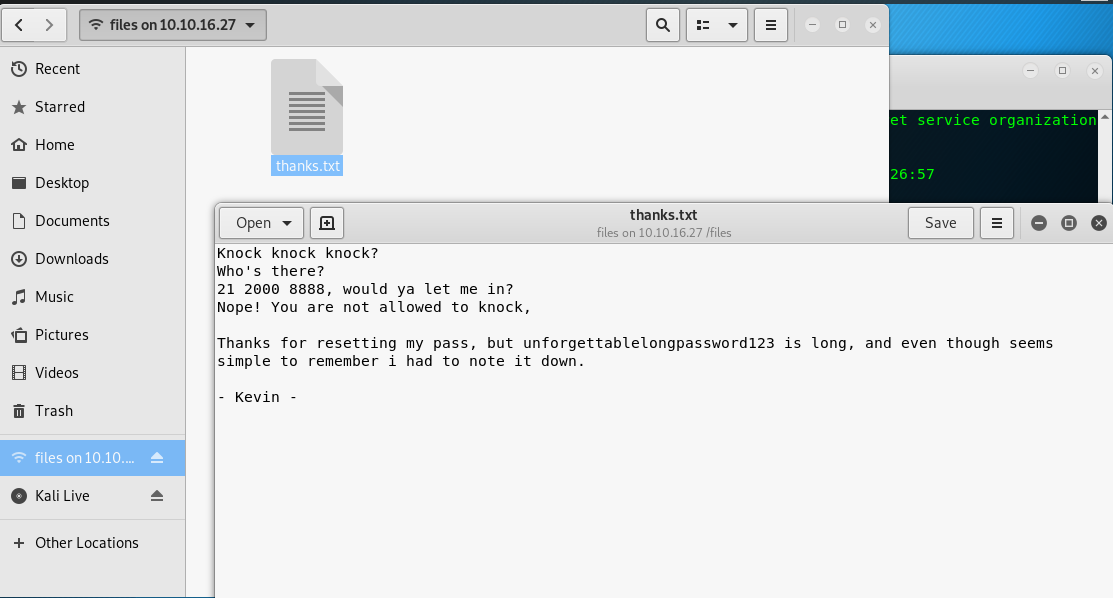 files on 10.10.16.27
Recent
Starred
Home
Desktop
Documents
Downloads
Music
Pictures
Videos
Trash
files on 10.10....
Kali Live
Other Locations
thanks.txt
et service organization
26:57
Open
thanks.txt
files on 10.10.16.27 /files
Save
Knock knock knock?
Who's there?
21 2000 8888, would ya let me in?
Nope! You are not allowed to knock,
Thanks for resetting my pass, but unforgettablelongpassword123 is long, and even though seems
simple to remember i had to note it down.
- Kevin -